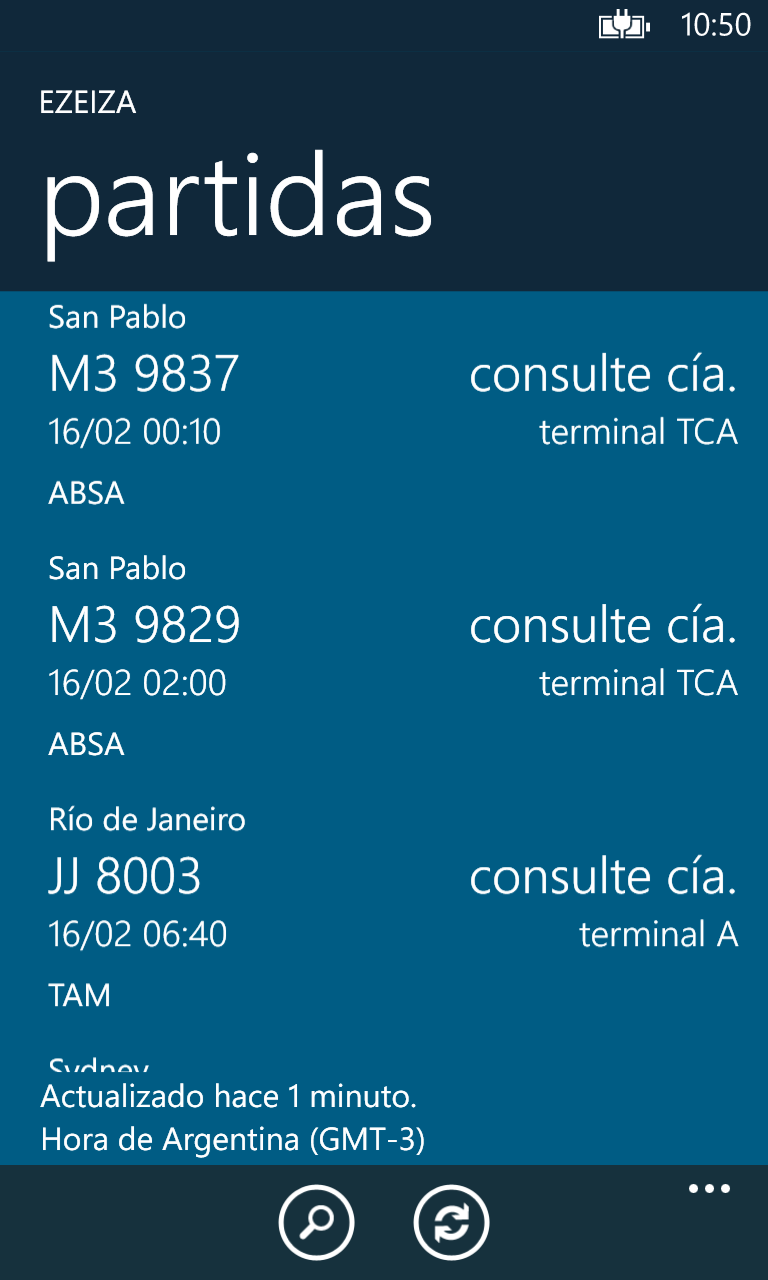 10:50
EZEIZA
partidas
San Pablo
M3 9837 consulte cía.
16/02 00:10 terminal TCA
ABSA
San Pablo
M3 9829 consulte cía.
16/02 02:00 terminal TCA
ABSA
Río de Janeiro
JJ 8003 consulte cía.
16/02 06:40 terminal A
TAM
Sydney
Actualizado hace 1 minuto.
Hora de Argentina (GMT-3)